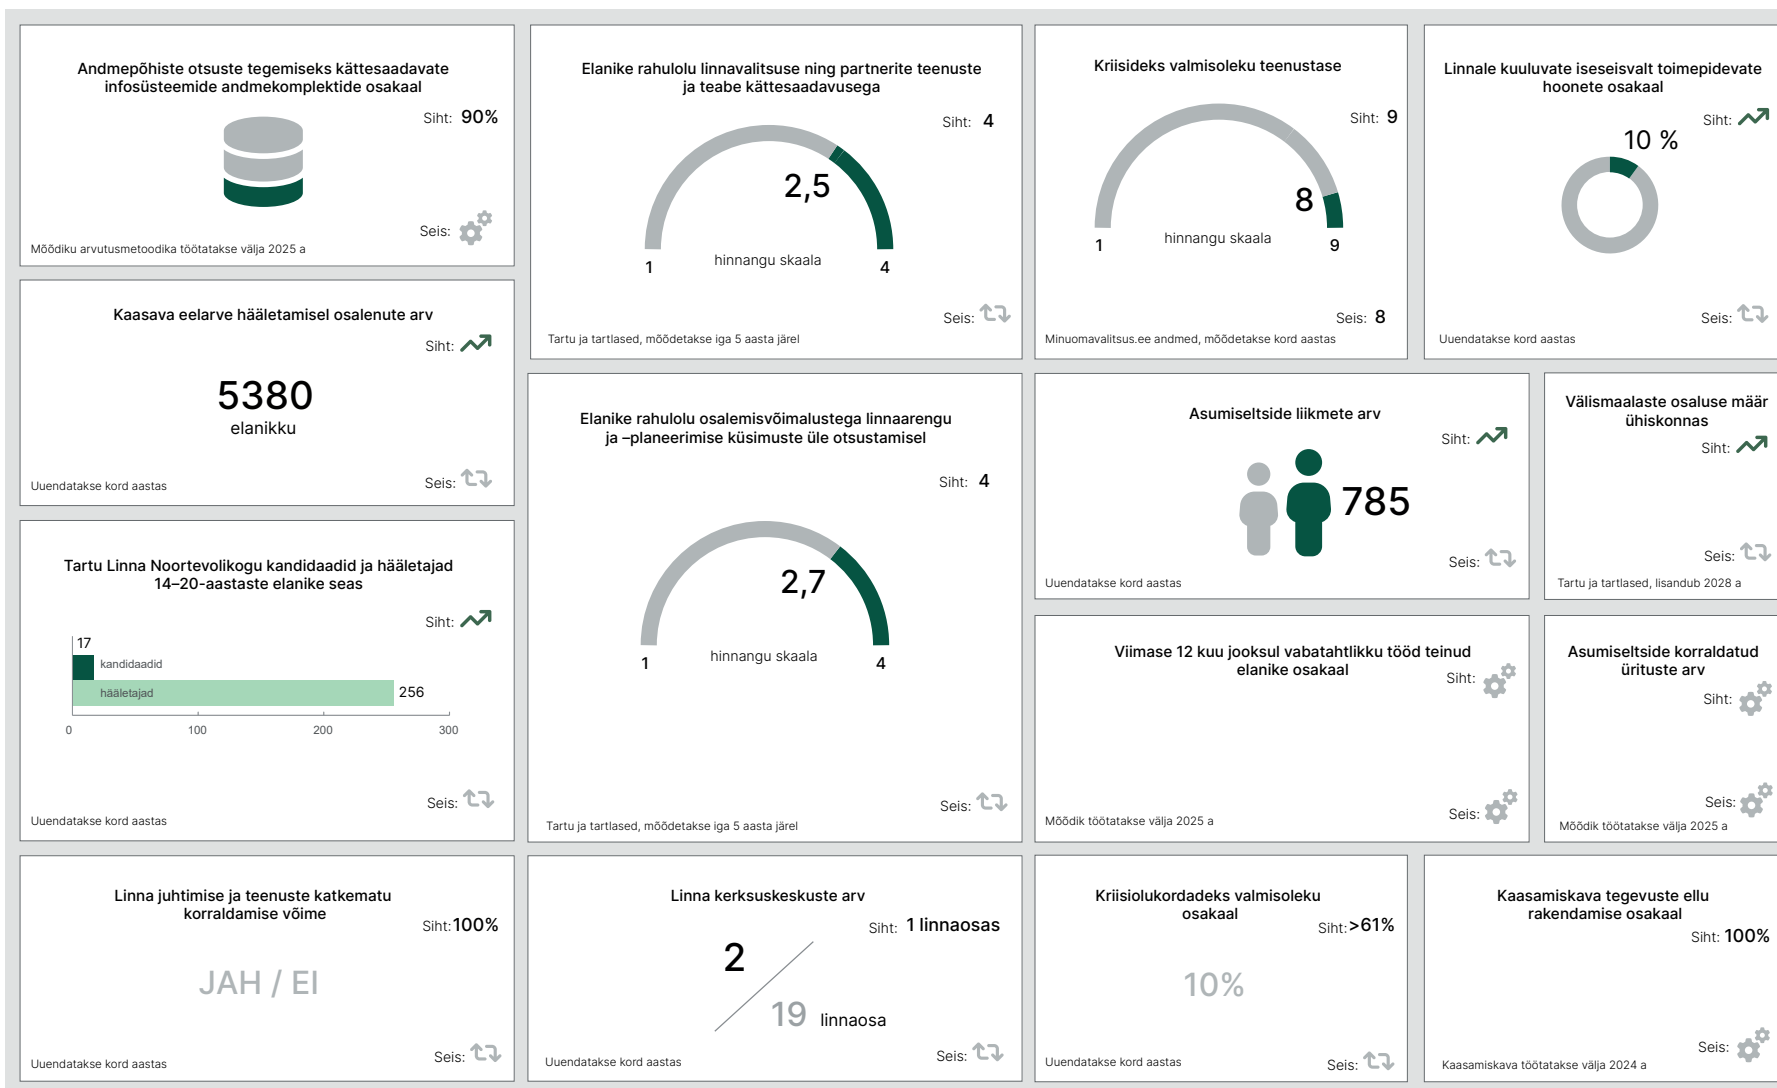 Andmepõhiste otsuste tegemiseks kättesaadavate
infosüsteemide andmekomplektide osakaal
Siht: 90%
Seis:
Mõõdiku arvutusmetoodika töötatakse välja 2025 a
Elanike rahulolu linnavalitsuse ning partnerite teenuste
ja teabe kättesaadavusega
Siht: 4
2,5
1
hinnangu skaala
4
Seis:
Tartu ja tartlased, mõõdetakse iga 5 aasta järel
Kriisideks valmisoleku teenustase
Siht: 9
8
1
hinnangu skaala
9
Seis: 8
Minuomavalitsus.ee andmed, mõõdetakse kord aastas
Linnale kuuluvate iseseisvalt toimepidevate
hoonete osakaal
Siht:
10 %
Seis:
Uuendatakse kord aastas
Kaasava eelarve hääletamisel osalenute arv
Siht:
5380
elanikku
Seis:
Uuendatakse kord aastas
Elanike rahulolu osalemisvõimalustega linnaarengu
ja –planeerimise küsimuste üle otsustamisel
Siht: 4
2,7
1
hinnangu skaala
4
Seis:
Tartu ja tartlased, mõõdetakse iga 5 aasta järel
Asumiseltside liikmete arv
Siht:
785
Seis:
Uuendatakse kord aastas
Välismaalaste osaluse määr
ühiskonnas
Siht:
Seis:
Tartu ja tartlased, lisandub 2028 a
Tartu Linna Noortevolikogu kandidaadid ja hääletajad
14–20-aastaste elanike seas
Siht:
17
kandidaadid
hääletajad
256
0
100
200
300
Seis:
Uuendatakse kord aastas
Viimase 12 kuu jooksul vabatahtlikku tööd teinud
elanike osakaal
Siht:
Seis:
Mõõdik töötatakse välja 2025 a
Asumiseltside korraldatud
ürituste arv
Siht:
Seis:
Mõõdik töötatakse välja 2025 a
Linna juhtimise ja teenuste katkematu
korraldamise võime
Siht: 100%
JAH / EI
Seis:
Uuendatakse kord aastas
Linna kerksuskeskuste arv
Siht: 1 linnaosas
2
19 linnaosa
Seis:
Uuendatakse kord aastas
Kriisiolukordadeks valmisoleku
osakaal
Siht: >61%
10%
Seis:
Uuendatakse kord aastas
Kaasamiskava tegevuste ellu
rakendamise osakaal
Siht: 100%
Seis:
Kaasamiskava töötatakse välja 2024 a